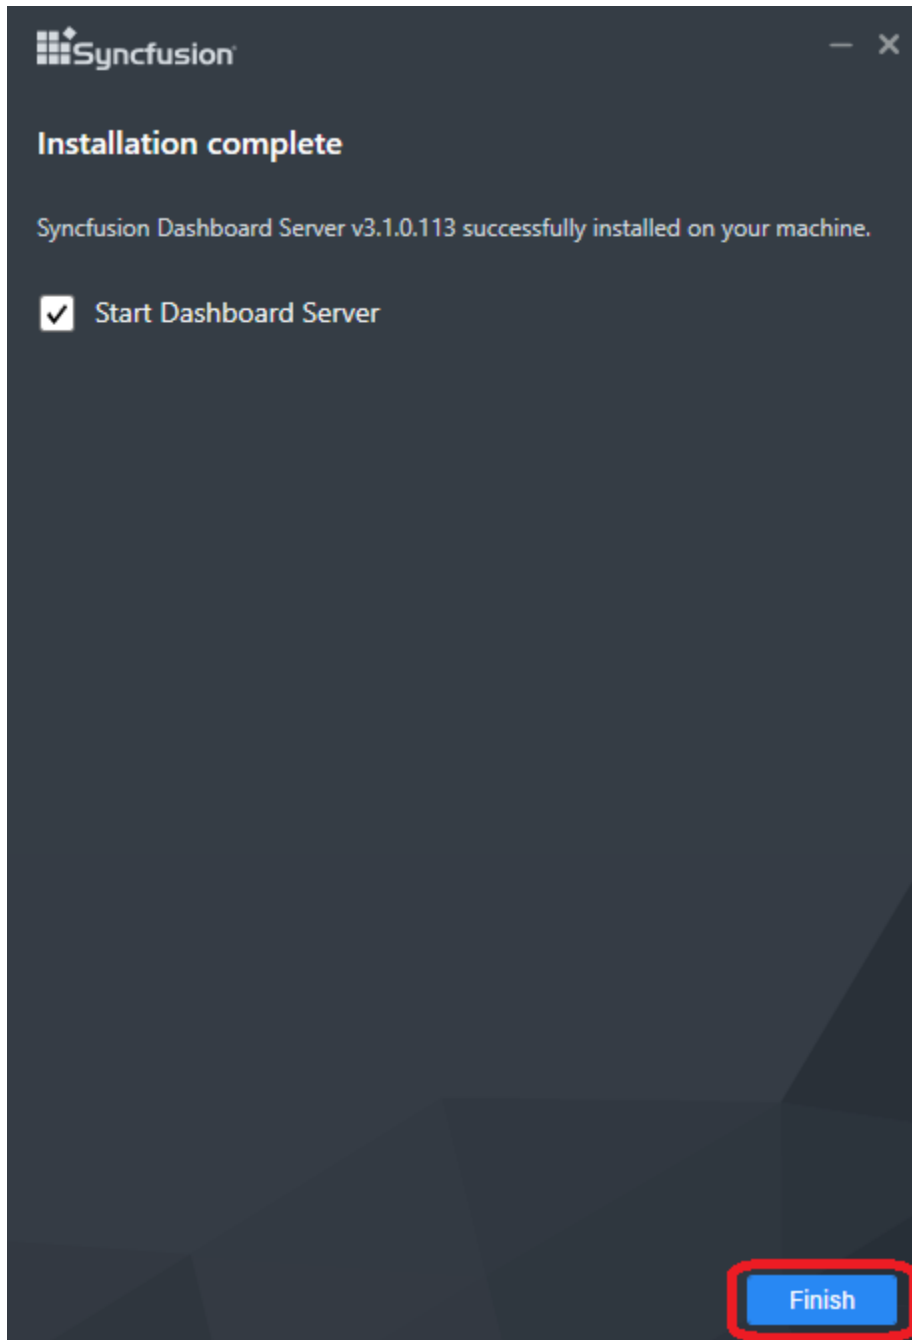 Syncfusion
Installation complete
Syncfusion Dashboard Server v3.1.0.113 successfully installed on your machine.
Start Dashboard Server
Finish